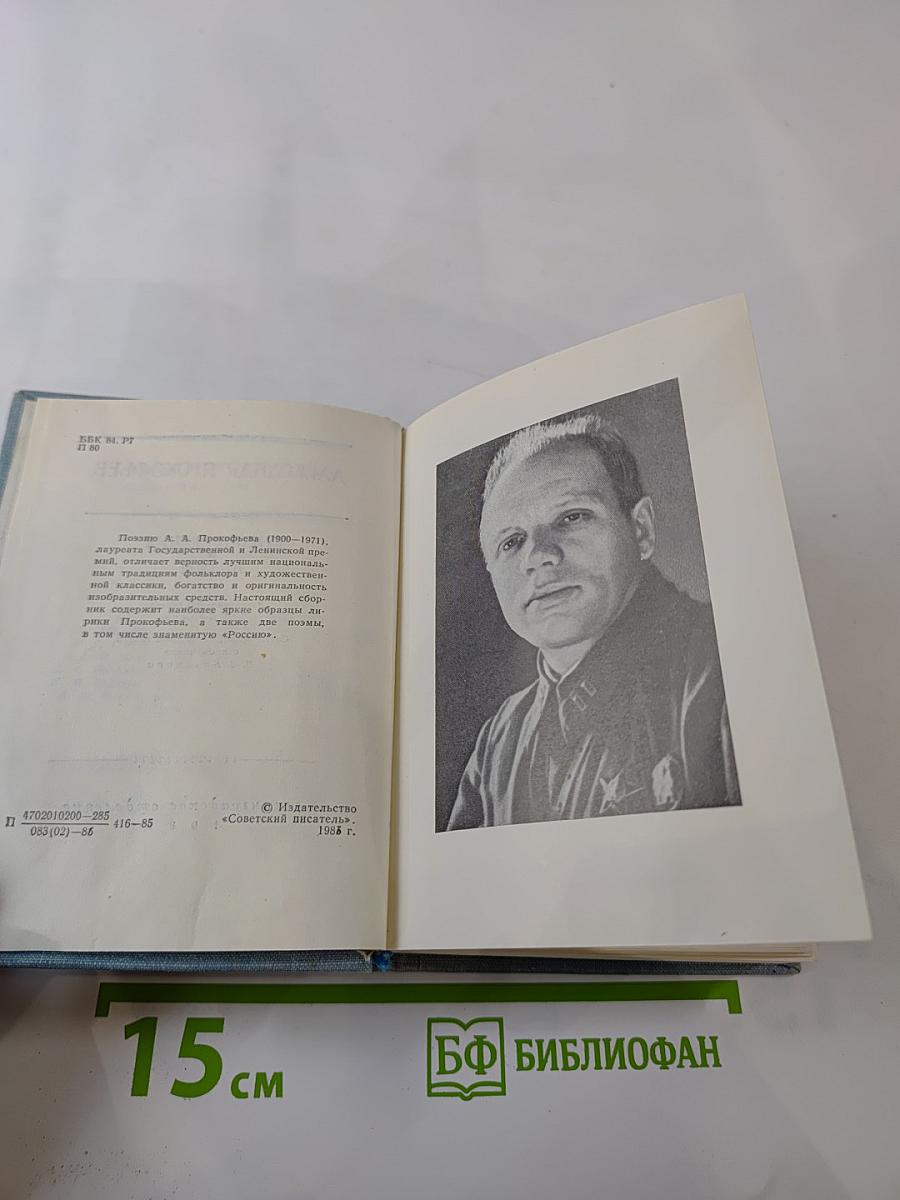 ББК 84.Р7
П 80
Поэзию А. А. Прокофьева (1900—1971),
лауреата Государственной и Ленинской пре-
мий, отличает верность лучшим националь-
ным традициям фольклора и художествен-
ной классики, богатство и оригинальность
изобразительных средств. Настоящий сбор-
ник содержит наиболее яркие образцы ли-
рики Прокофьева, а также две поэмы,
в том числе знаменитую «Россию».
П 4702010200—285
083(02)—86 416—85
© Издательство
«Советский писатель».
г.
15 см
БФ БИБЛИОФАН